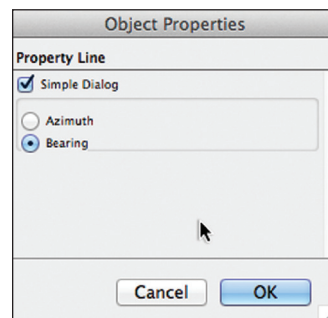 Object Properties
Property Line
Simple Dialog
Azimuth
Bearing
Cancel OK